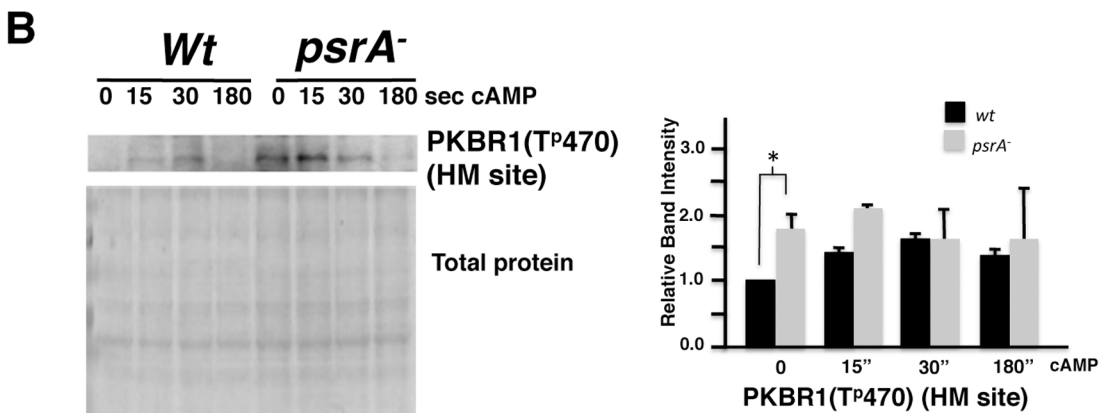 B
Wt psrA⁻
0 15 30 180 0 15 30 180 sec cAMP
PKBR1(Tᵖ470)
(HM site)
Total protein
wt
psrA⁻
*
Relative Band Intensity
3.0
2.0
1.0
0.0
0 15” 30” 180” cAMP
PKBR1(Tᵖ470) (HM site)